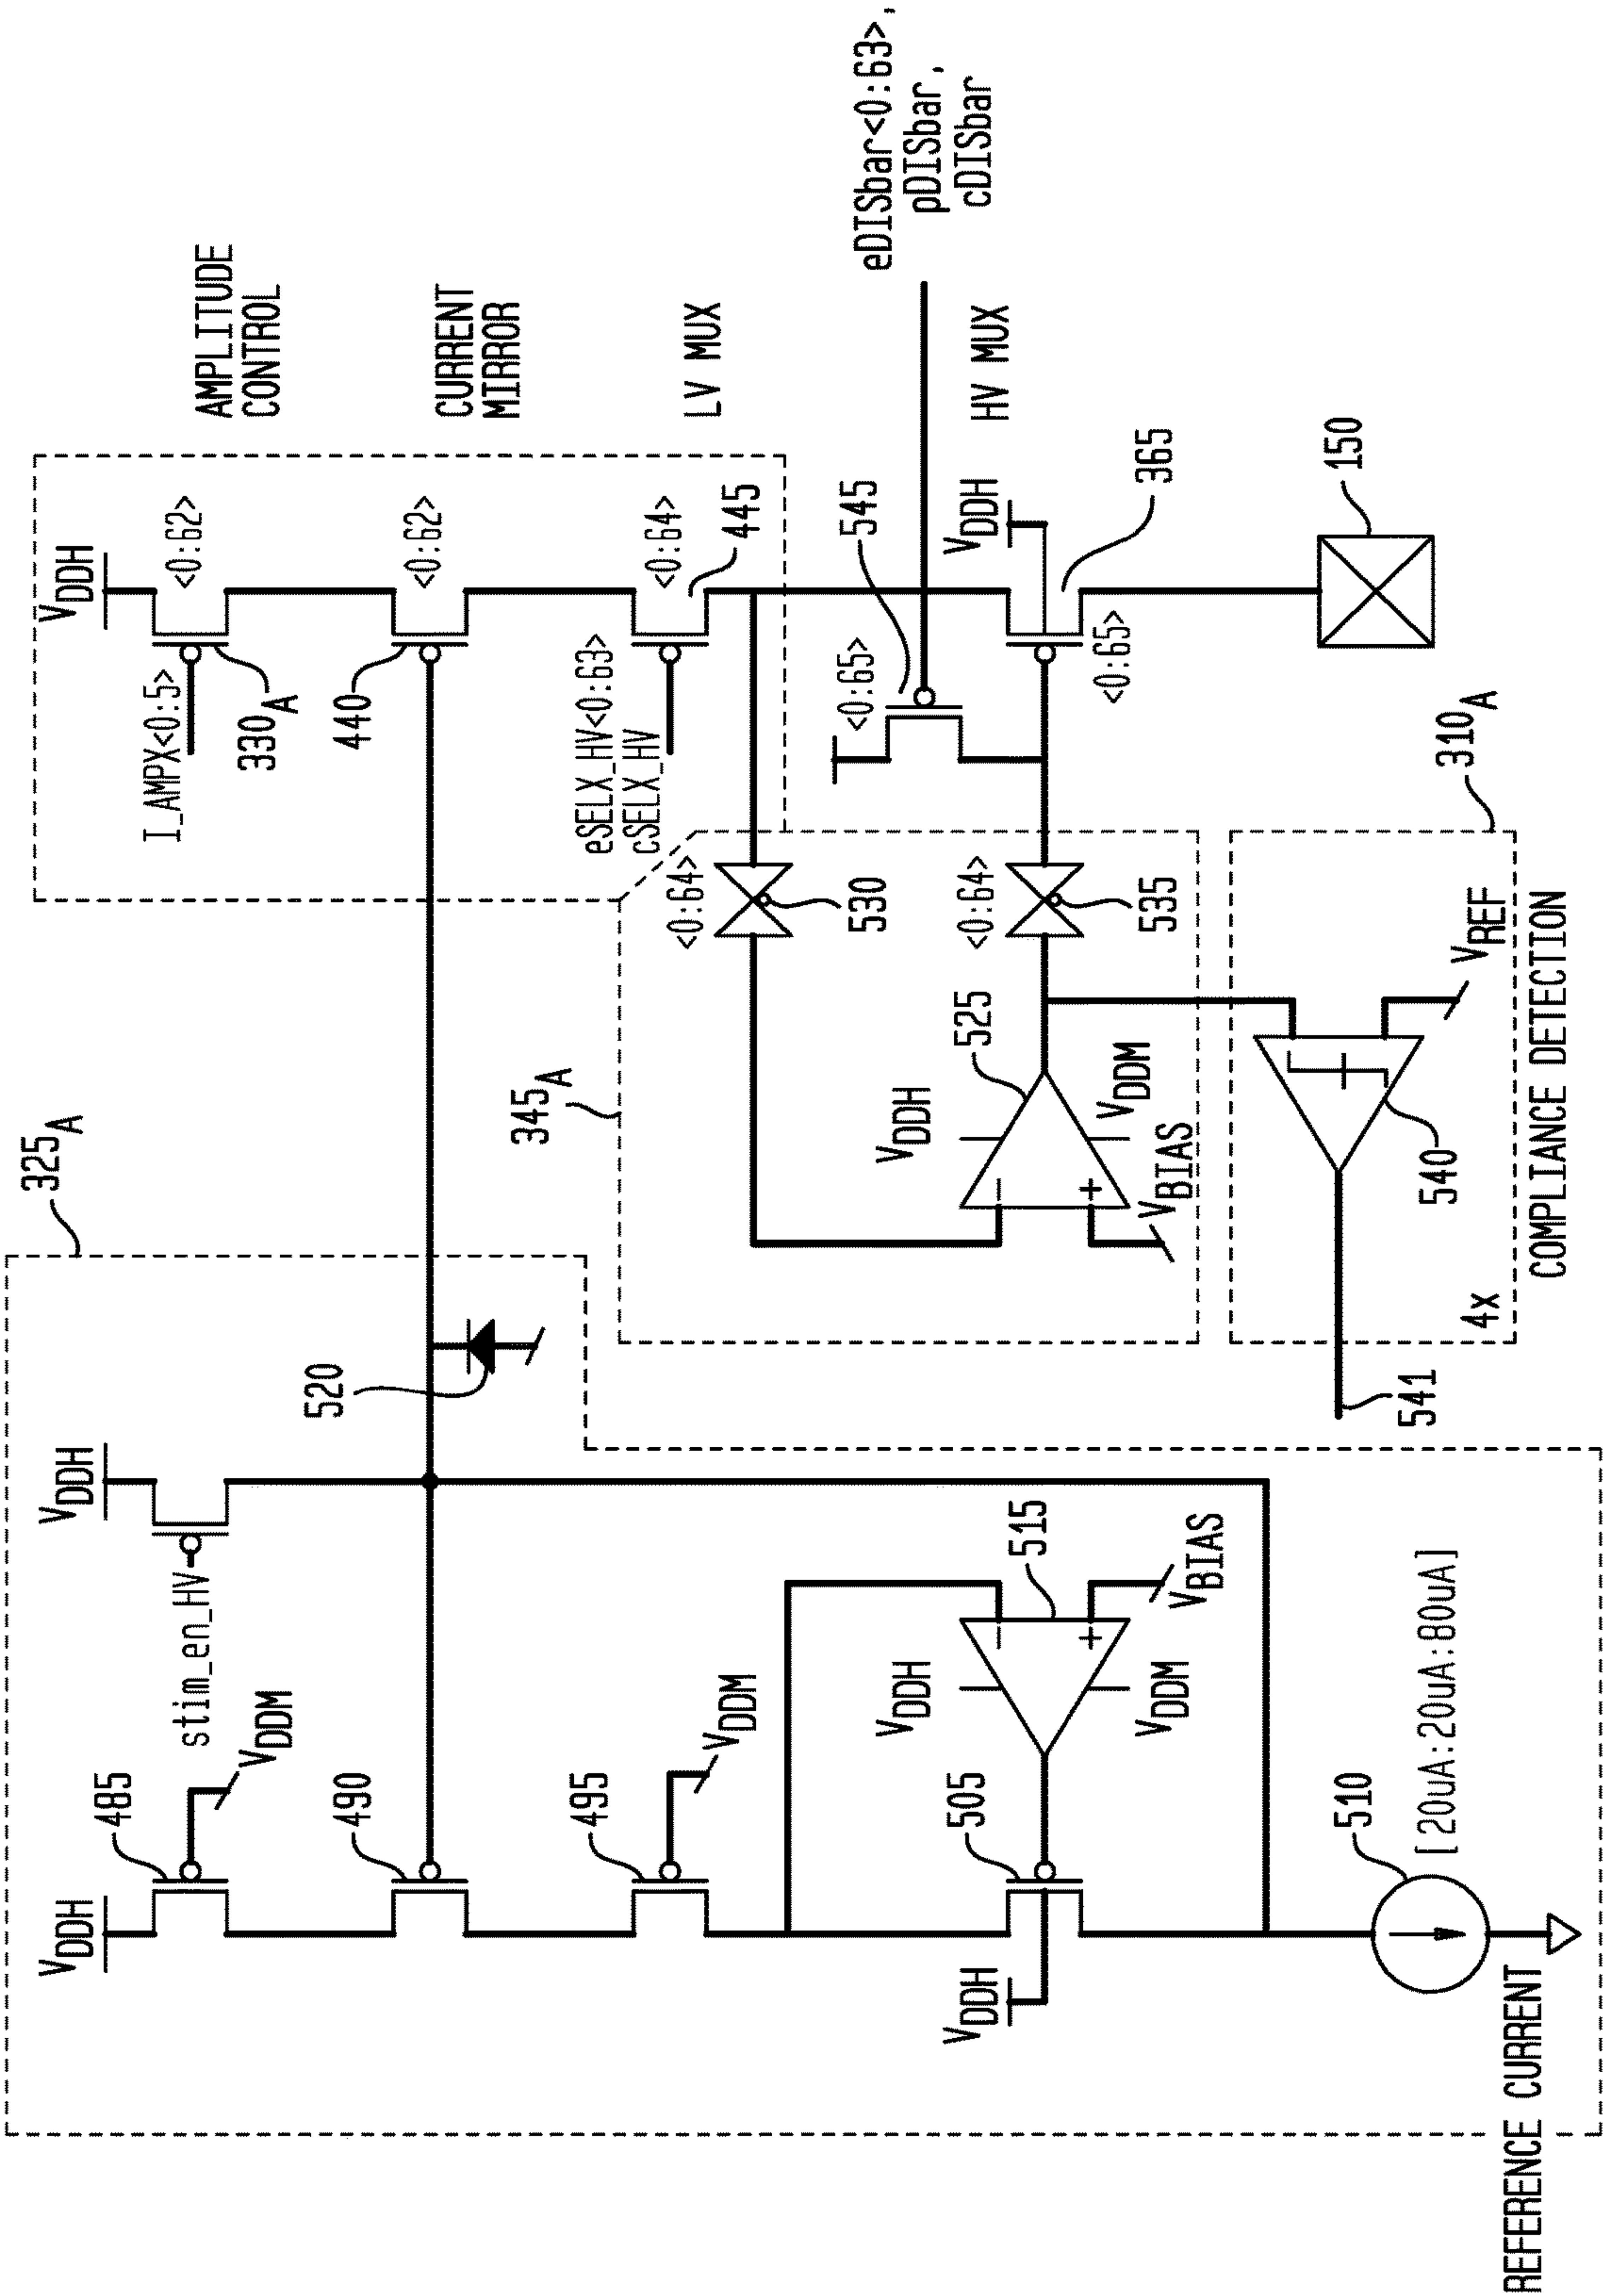 325A
VDDH
485
VDDM
490
495
VDDM
505
VDDH
VDDH
515
VDDM
VBIAS
510
[20uA:20uA:80uA]
REFERENCE CURRENT
VDDH
stim_en_HV
520
345A
VDDH
525
VDDM
VBIAS
<0:64>
530
<0:64>
535
310A
VREF
540
541
4x
COMPLIANCE DETECTION
VDDH
I_AMPX<0:5>
<0:62>
330A
AMPLITUDE
CONTROL
440
<0:62>
CURRENT
MIRROR
eSELX_HV<0:63>
cSELX_HV
<0:64>
445
LV MUX
<0:65>
545
eDISbar<0:63>,
pDISbar,
cDISbar
VDDH
HV MUX
365
<0:65>
150